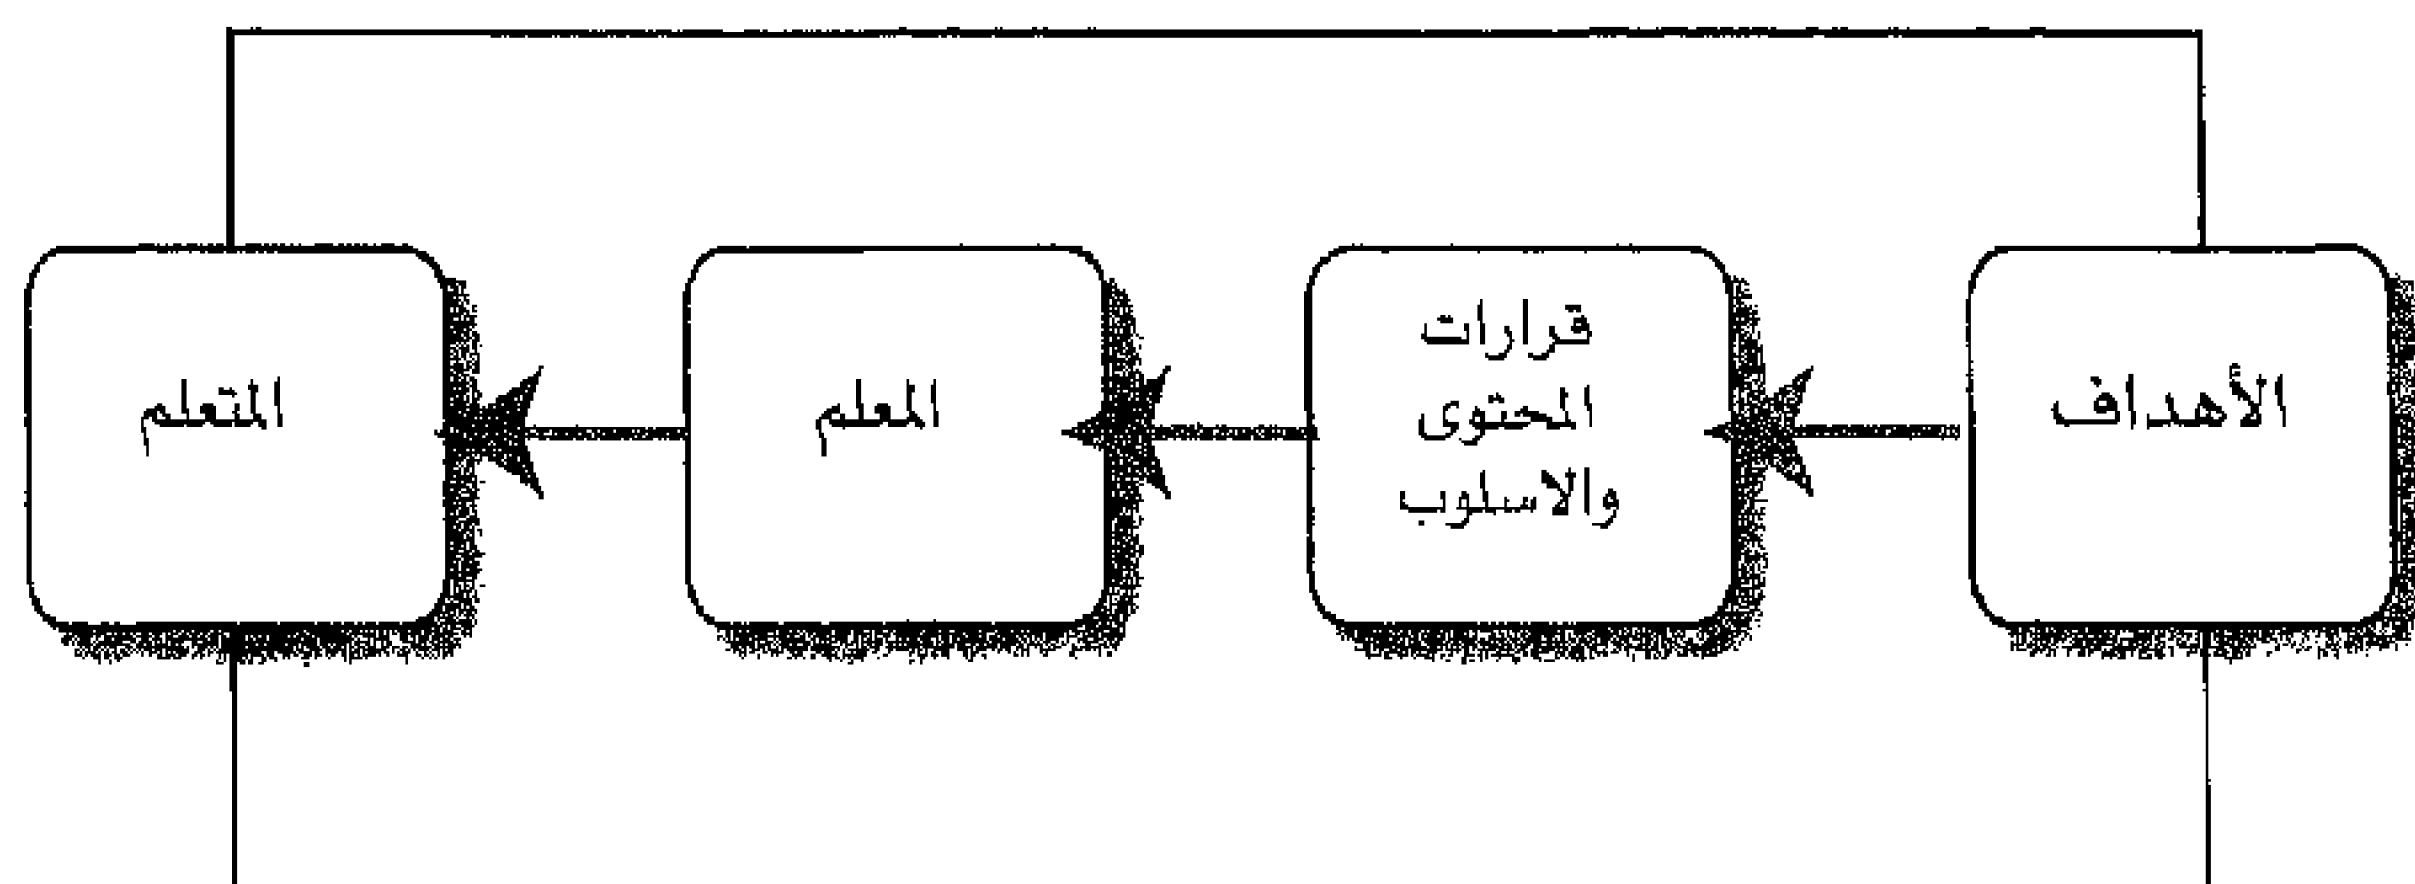 الأهداف
قرارات
المحتوى
والاسلوب
المعلم
المتعلم